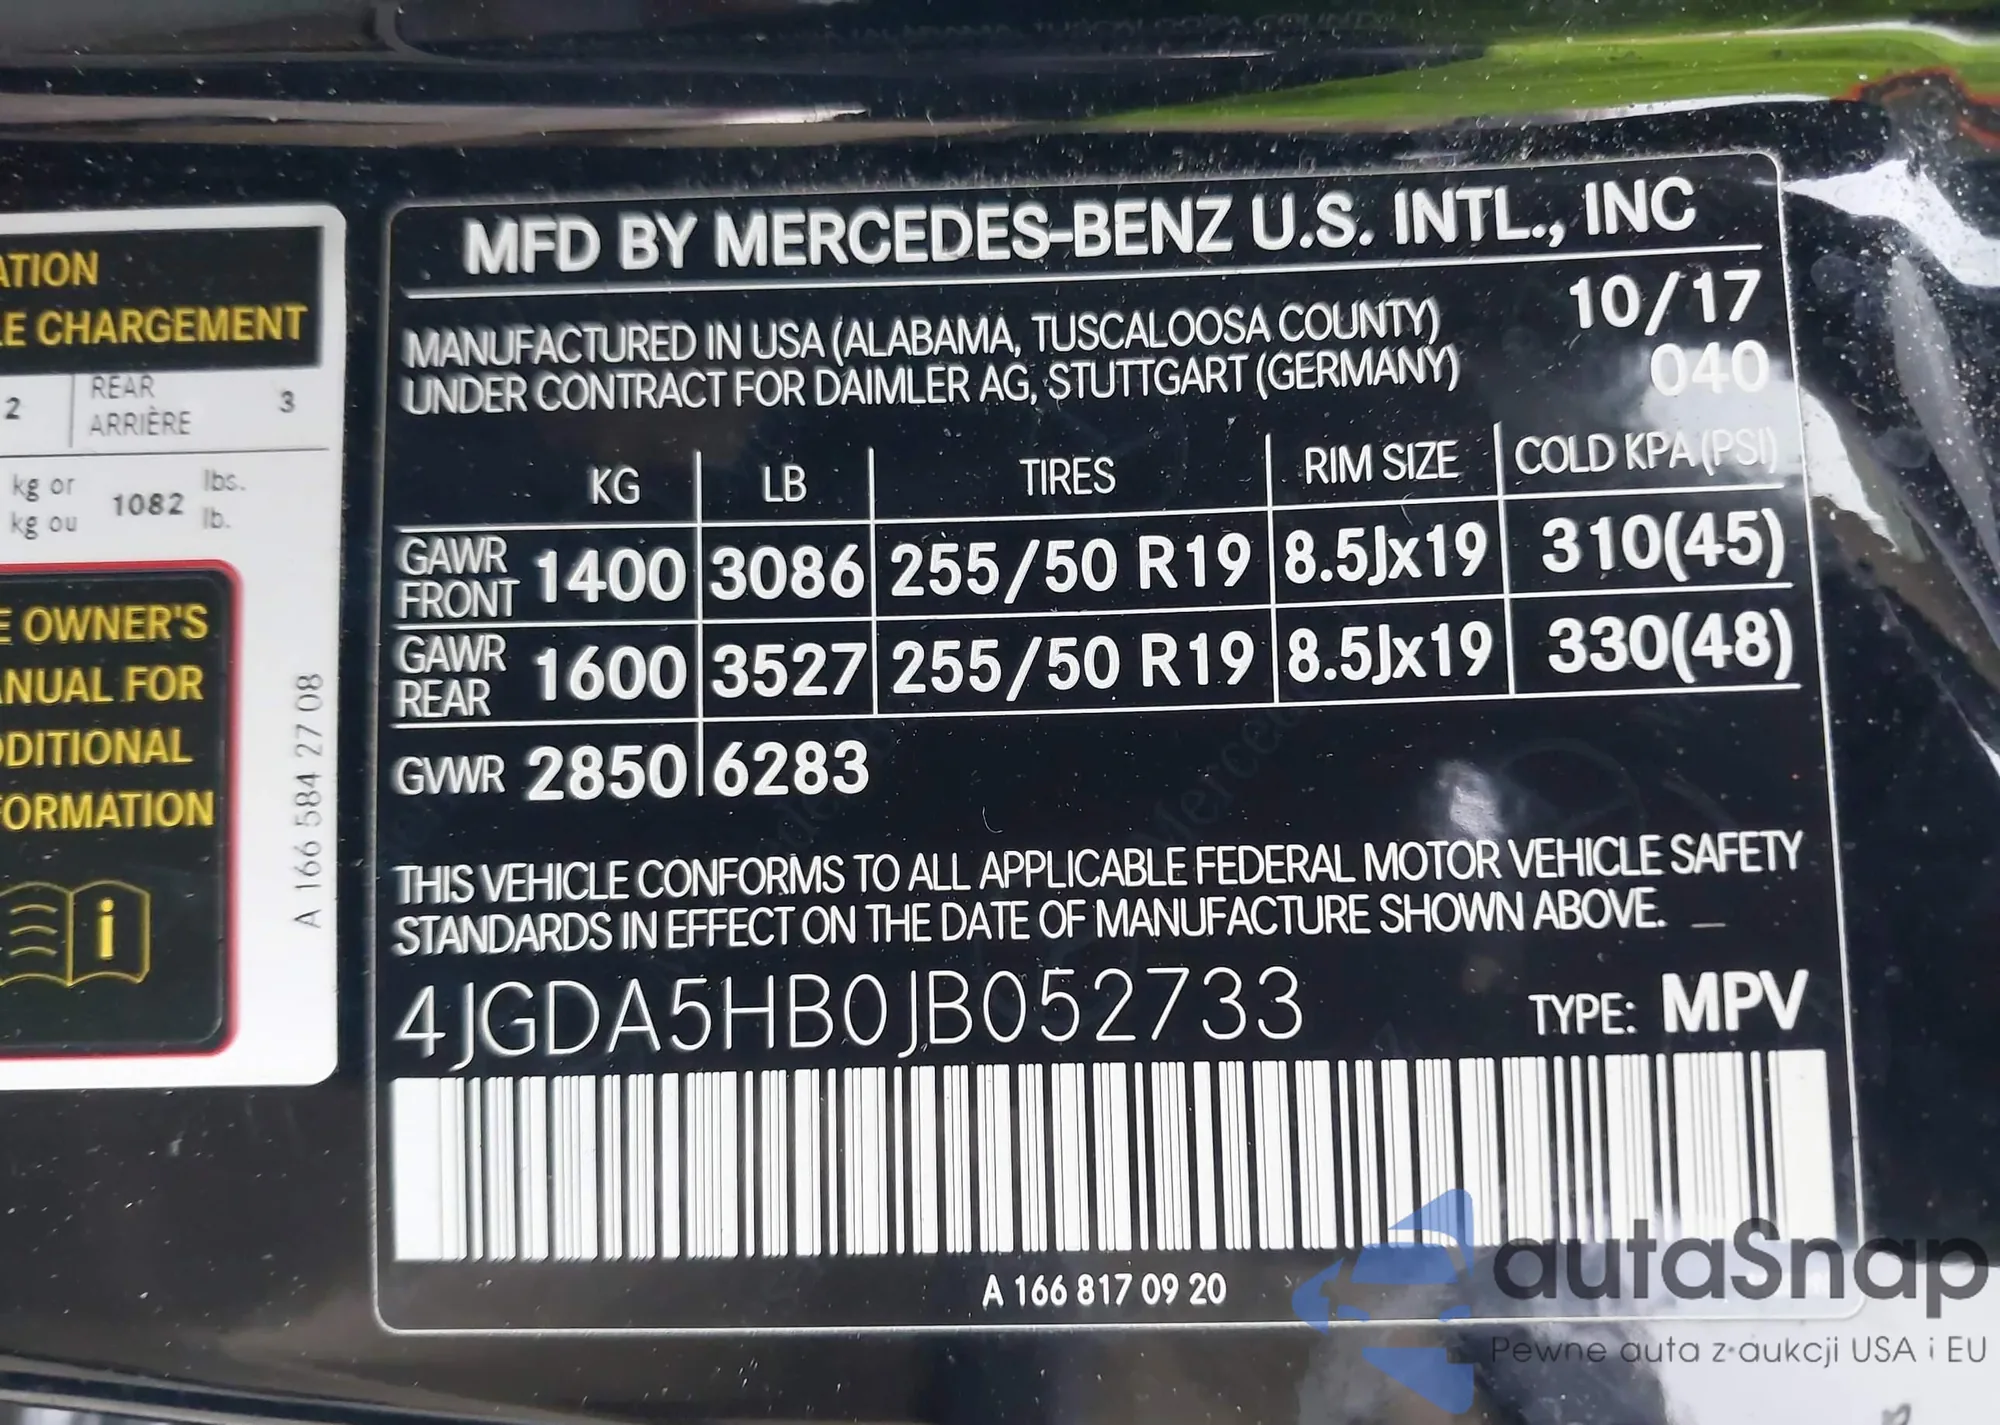 ATION
LE CHARGEMENT
2 REAR ARRIÈRE 3
kg or 1082 lbs.
kg ou lb.
E OWNER'S
ANUAL FOR
DDITIONAL
FORMATION
i
A 166 584 27 08
MFD BY MERCEDES-BENZ U.S. INTL., INC
MANUFACTURED IN USA (ALABAMA, TUSCALOOSA COUNTY) 10/17
UNDER CONTRACT FOR DAIMLER AG, STUTTGART (GERMANY) 040
KG LB TIRES RIM SIZE COLD KPA (PSI)
GAWR FRONT 1400 3086 255/50 R19 8.5Jx19 310(45)
GAWR REAR 1600 3527 255/50 R19 8.5Jx19 330(48)
GVWR 2850 6283
THIS VEHICLE CONFORMS TO ALL APPLICABLE FEDERAL MOTOR VEHICLE SAFETY
STANDARDS IN EFFECT ON THE DATE OF MANUFACTURE SHOWN ABOVE.
4JGDA5HB0JB052733 TYPE: MPV
A 166 817 09 20
autaSnap
Pewne auta z aukcji USA i EU